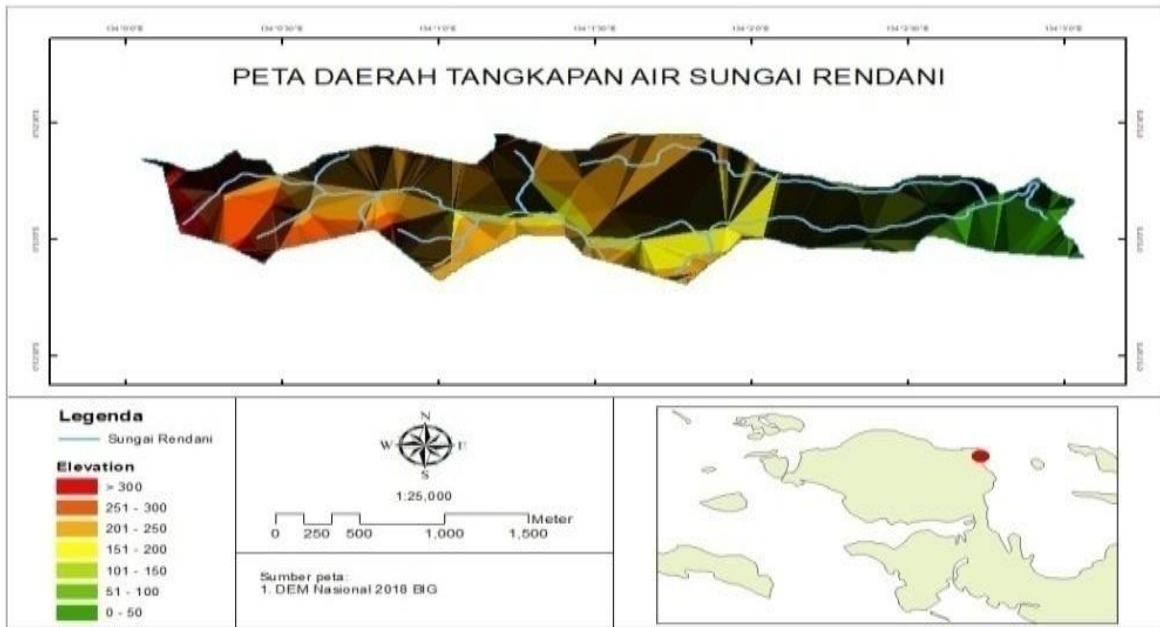 PETA DAERAH TANGKAPAN AIR SUNGAI RENDANI
Legenda
Sungai Rendani
Elevation
> 300
251 - 300
201 - 250
151 - 200
101 - 150
51 - 100
0 - 50
N
W E
S
1:25,000
Meter
0 250 500 1,000 1,500
Sumber peta:
1. DEM Nasional 2018 BIG